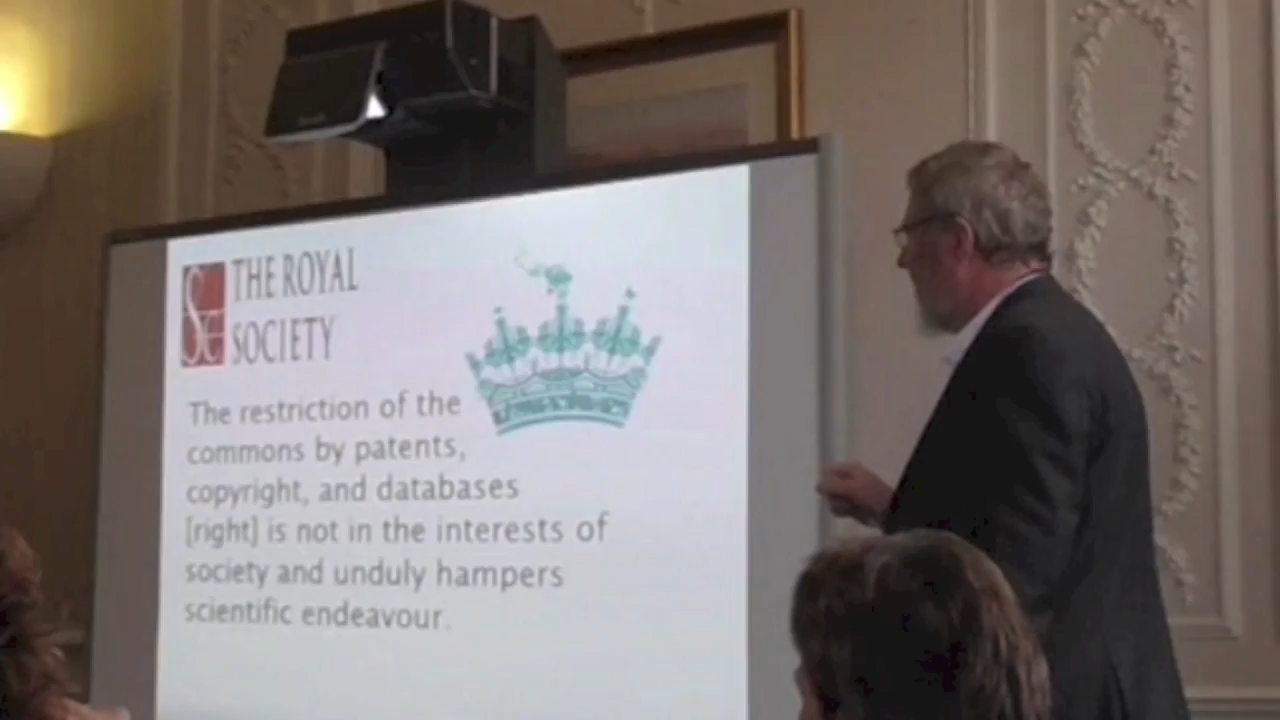 THE ROYAL
SOCIETY
The restriction of the
commons by patents,
copyright, and databases
[right] is not in the interests of
society and unduly hampers
scientific endeavour.